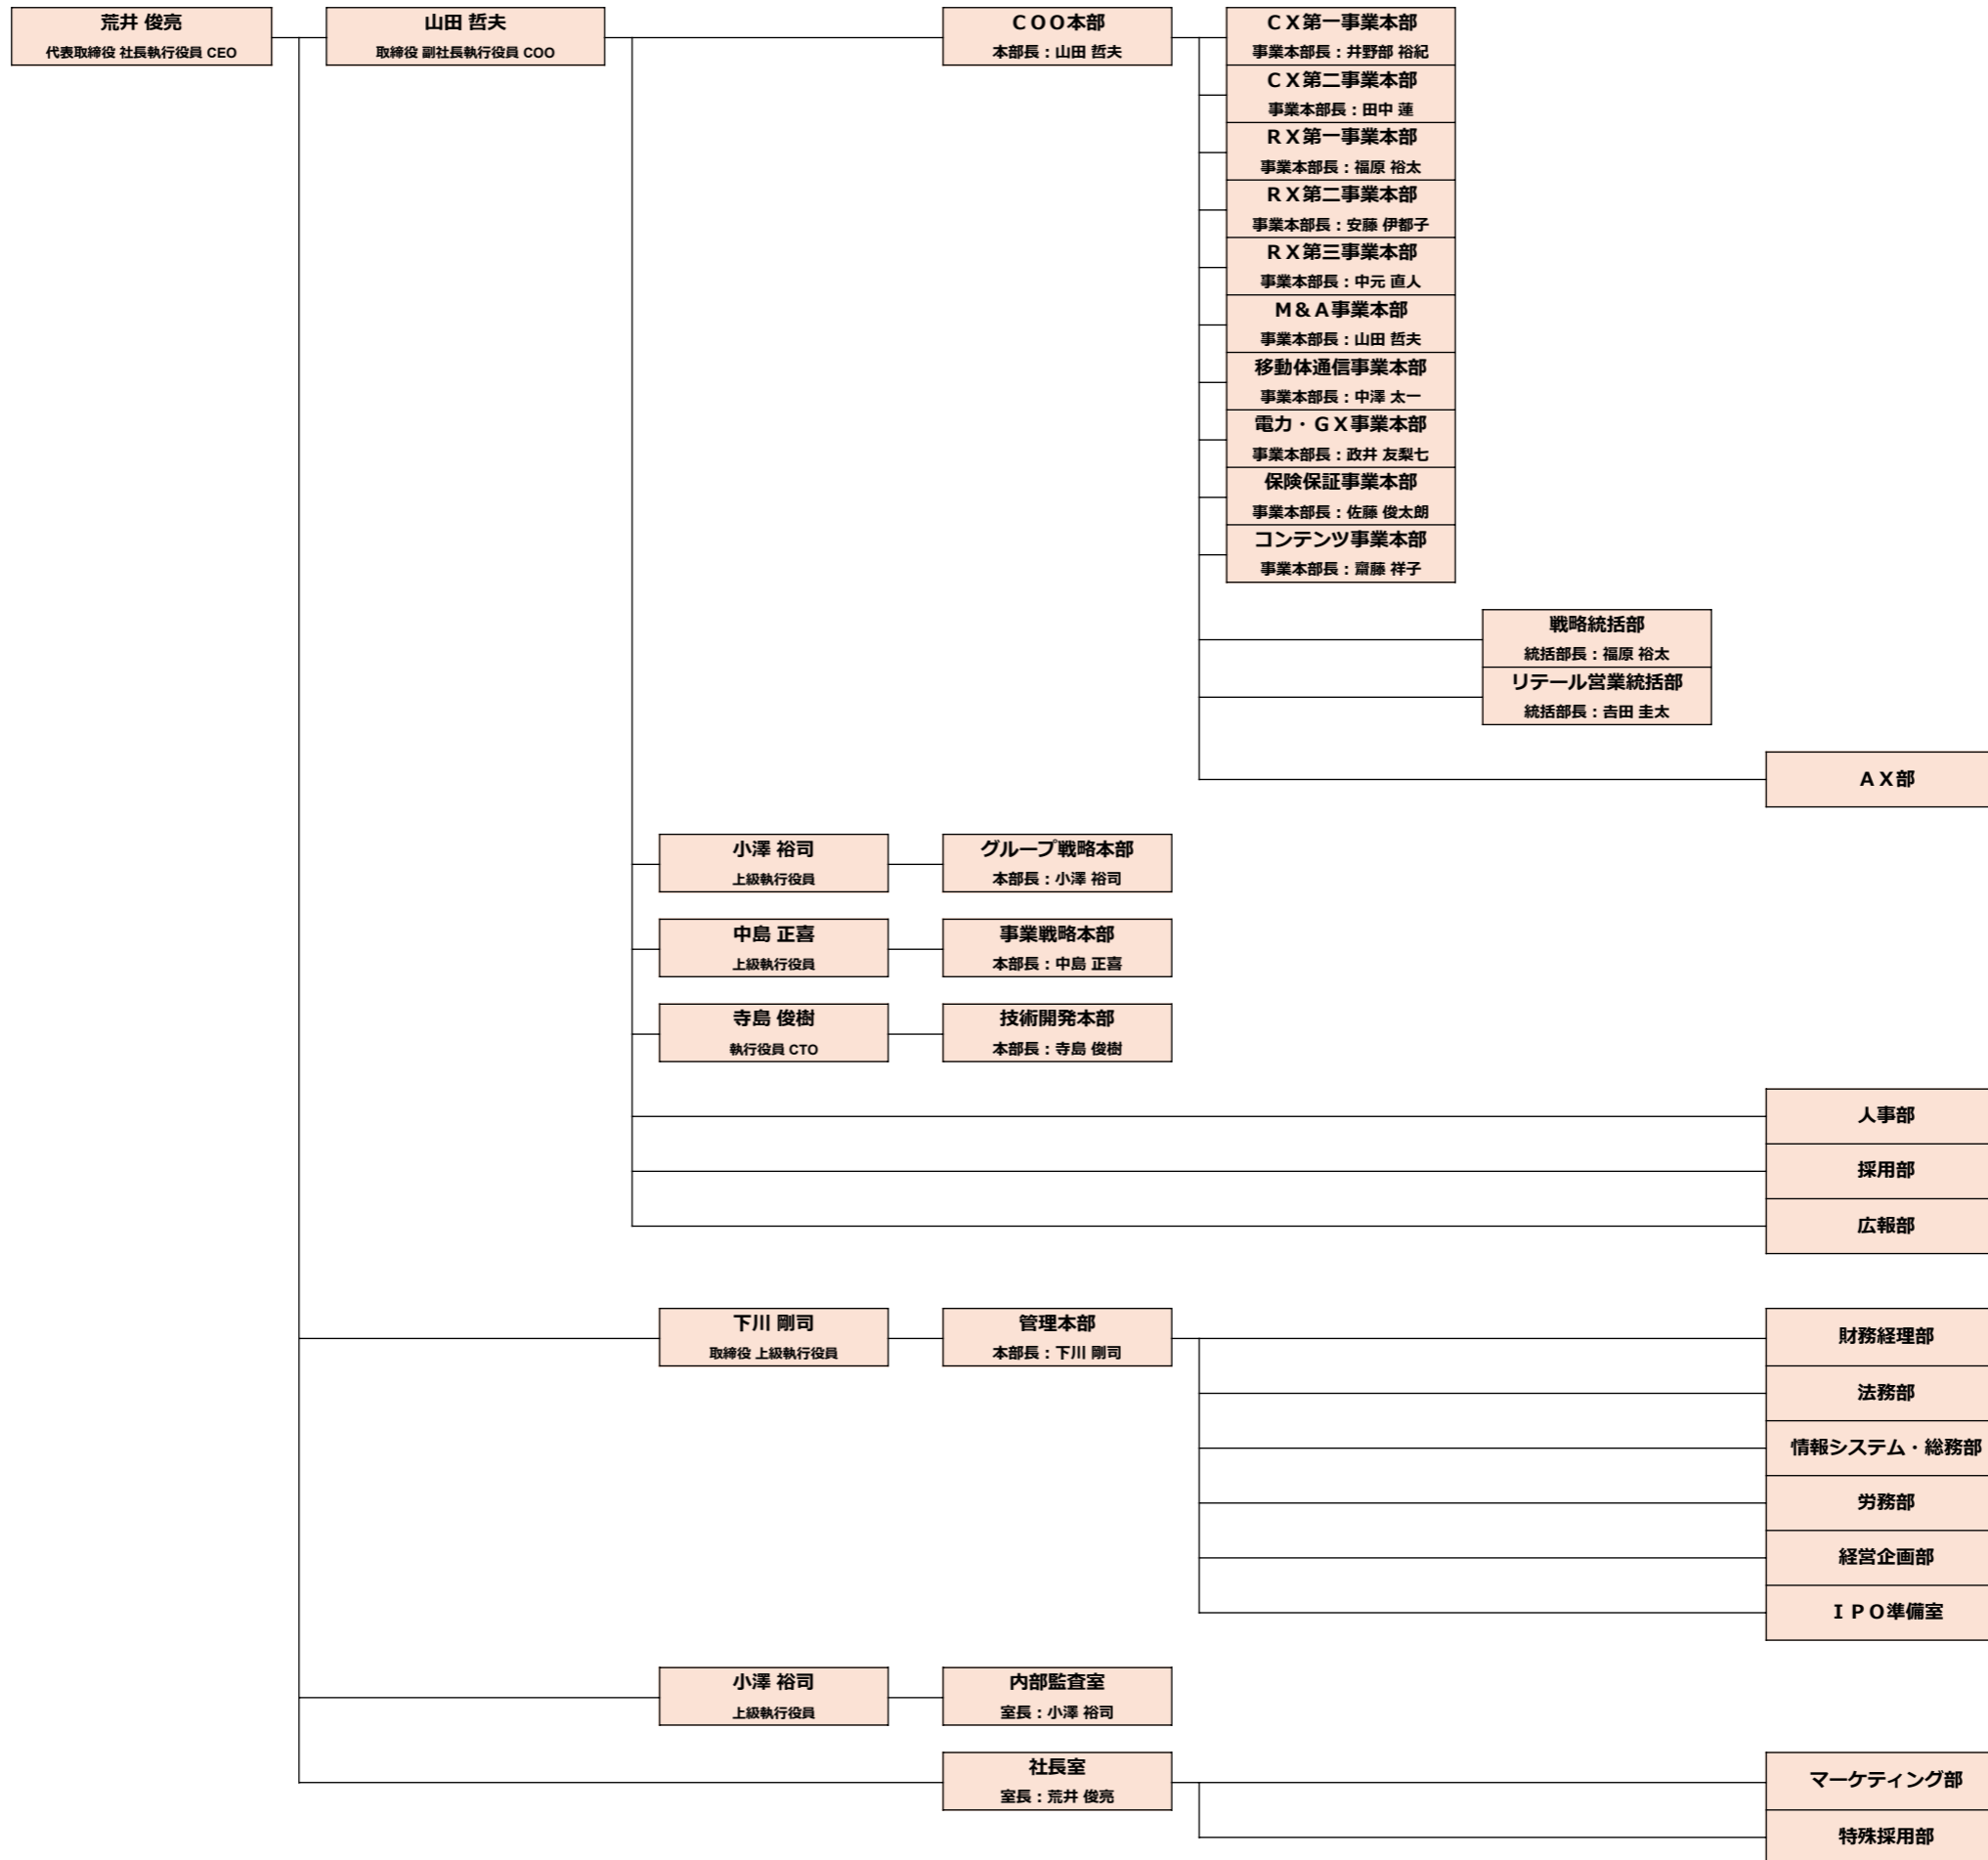 荒井 俊亮
代表取締役 社長執行役員 CEO
山田 哲夫
取締役 副社長執行役員 COO
ＣＯＯ本部
本部長：山田 哲夫
ＣＸ第一事業本部
事業本部長：井野部 裕紀
ＣＸ第二事業本部
事業本部長：田中 蓮
ＲＸ第一事業本部
事業本部長：福原 裕太
ＲＸ第二事業本部
事業本部長：安藤 伊都子
ＲＸ第三事業本部
事業本部長：中元 直人
Ｍ＆Ａ事業本部
事業本部長：山田 哲夫
移動体通信事業本部
事業本部長：中澤 太一
電力・ＧＸ事業本部
事業本部長：政井 友梨七
保険保証事業本部
事業本部長：佐藤 俊太朗
コンテンツ事業本部
事業本部長：齋藤 祥子
戦略統括部
統括部長：福原 裕太
リテール営業統括部
統括部長：𠮷田 圭太
ＡＸ部
小澤 裕司
上級執行役員
グループ戦略本部
本部長：小澤 裕司
中島 正喜
上級執行役員
事業戦略本部
本部長：中島 正喜
寺島 俊樹
執行役員 CTO
技術開発本部
本部長：寺島 俊樹
人事部
採用部
広報部
下川 剛司
取締役 上級執行役員
管理本部
本部長：下川 剛司
財務経理部
法務部
情報システム・総務部
労務部
経営企画部
ＩＰＯ準備室
小澤 裕司
上級執行役員
内部監査室
室長：小澤 裕司
社長室
室長：荒井 俊亮
マーケティング部
特殊採用部